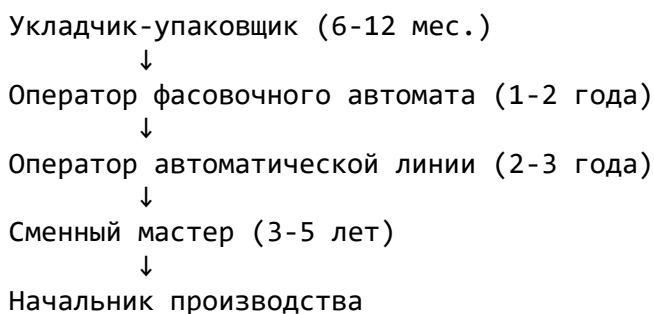 Укладчик-упаковщик (6-12 мес.)
↓
Оператор фасовочного автомата (1-2 года)
↓
Оператор автоматической линии (2-3 года)
↓
Сменный мастер (3-5 лет)
↓
Начальник производства